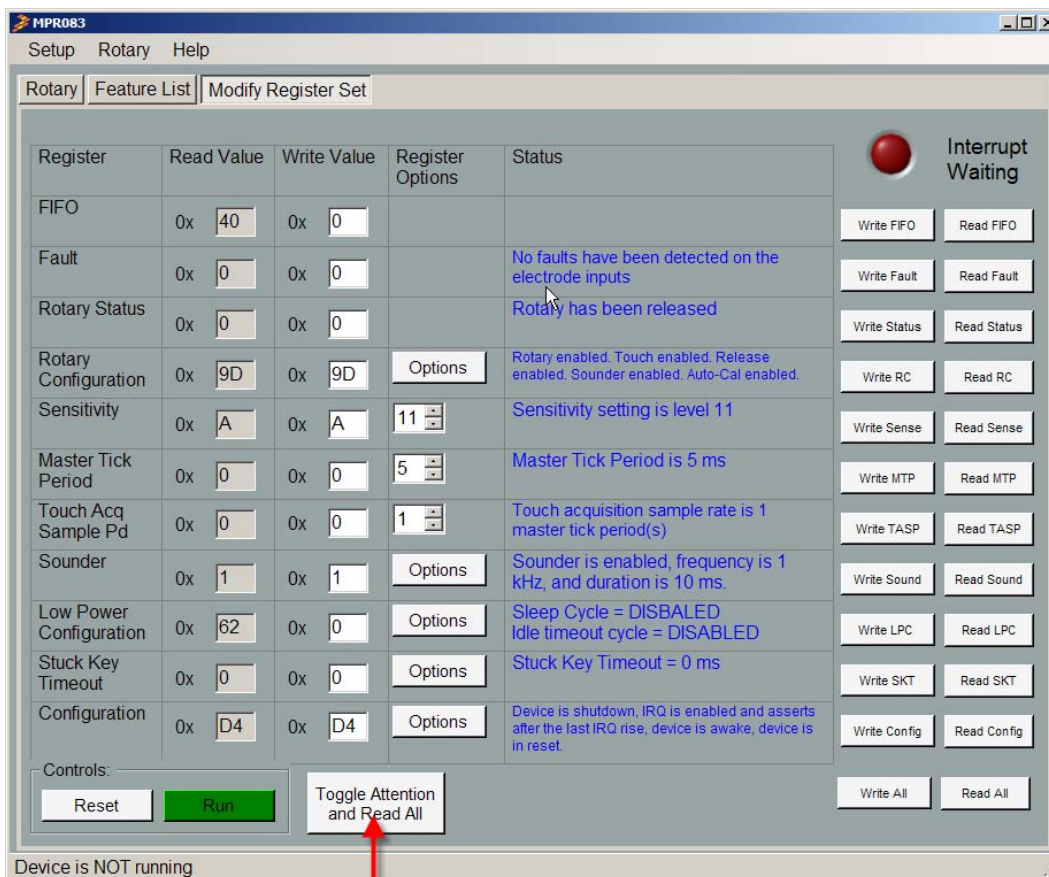 MPR083
Setup Rotary Help
Rotary Feature List Modify Register Set
Register Read Value Write Value Register Options Status
Interrupt Waiting
FIFO 0x 40 0x 0 Write FIFO Read FIFO
Fault 0x 0 0x 0 No faults have been detected on the
electrode inputs Write Fault Read Fault
Rotary Status 0x 0 0x 0 Rotary has been released Write Status Read Status
Rotary
Configuration 0x 9D 0x 9D Options Rotary enabled. Touch enabled. Release
enabled. Sounder enabled. Auto-Cal enabled. Write RC Read RC
Sensitivity 0x A 0x A 11 Sensitivity setting is level 11 Write Sense Read Sense
Master Tick
Period 0x 0 0x 0 5 Master Tick Period is 5 ms Write MTP Read MTP
Touch Acq
Sample Pd 0x 0 0x 0 1 Touch acquisition sample rate is 1
master tick period(s) Write TASP Read TASP
Sounder 0x 1 0x 1 Options Sounder is enabled, frequency is 1
kHz, and duration is 10 ms. Write Sound Read Sound
Low Power
Configuration 0x 62 0x 0 Options Sleep Cycle = DISBALED
Idle timeout cycle = DISABLED Write LPC Read LPC
Stuck Key
Timeout 0x 0 0x 0 Options Stuck Key Timeout = 0 ms Write SKT Read SKT
Configuration 0x D4 0x D4 Options Device is shutdown, IRQ is enabled and asserts
after the last IRQ rise, device is awake, device is
in reset. Write Config Read Config
Controls:
Reset Run Toggle Attention
and Read All Write All Read All
Device is NOT running